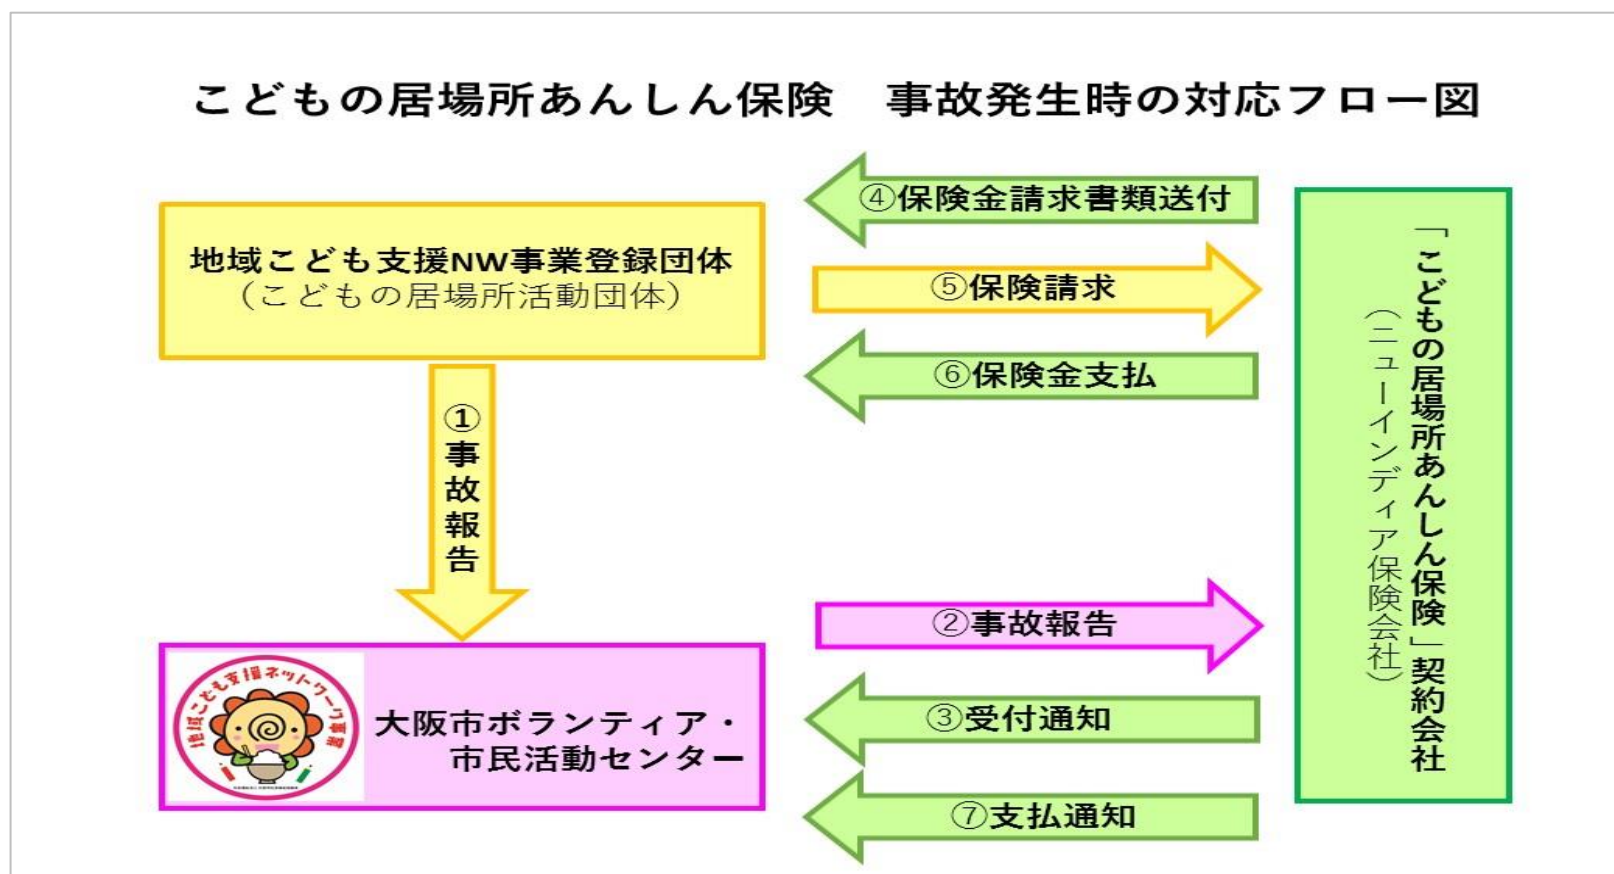 こどもの居場所あんしん保険　事故発生時の対応フロー図
地域こども支援NW事業登録団体
（こどもの居場所活動団体）
④保険金請求書類送付
⑤保険請求
⑥保険金支払
①事故報告
「こどもの居場所あんしん保険」契約会社
（ニューインディア保険会社）
地域こども支援ネットワーク事業
大阪市ボランティア・
市民活動センター
②事故報告
③受付通知
⑦支払通知